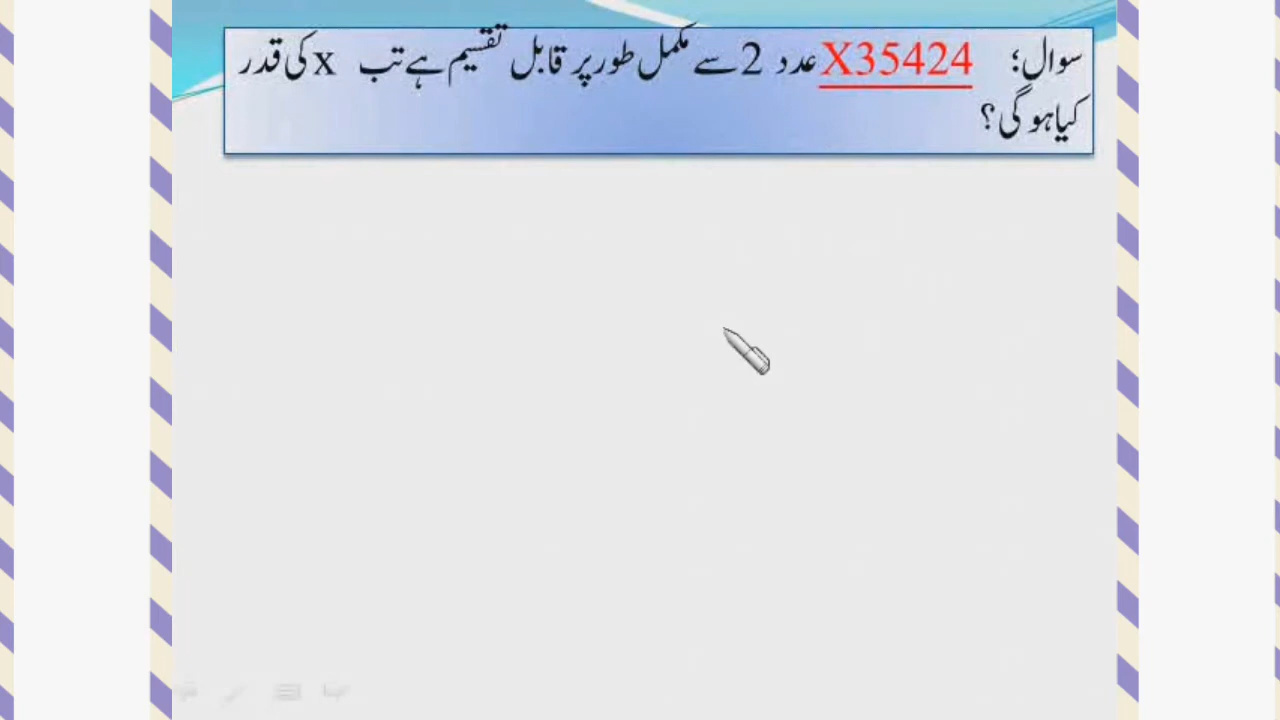 سوال؛ X35424 عدد 2 سے مکمل طور پر قابل تقسیم ہے تب x کی قدر
کیا ہو گی؟